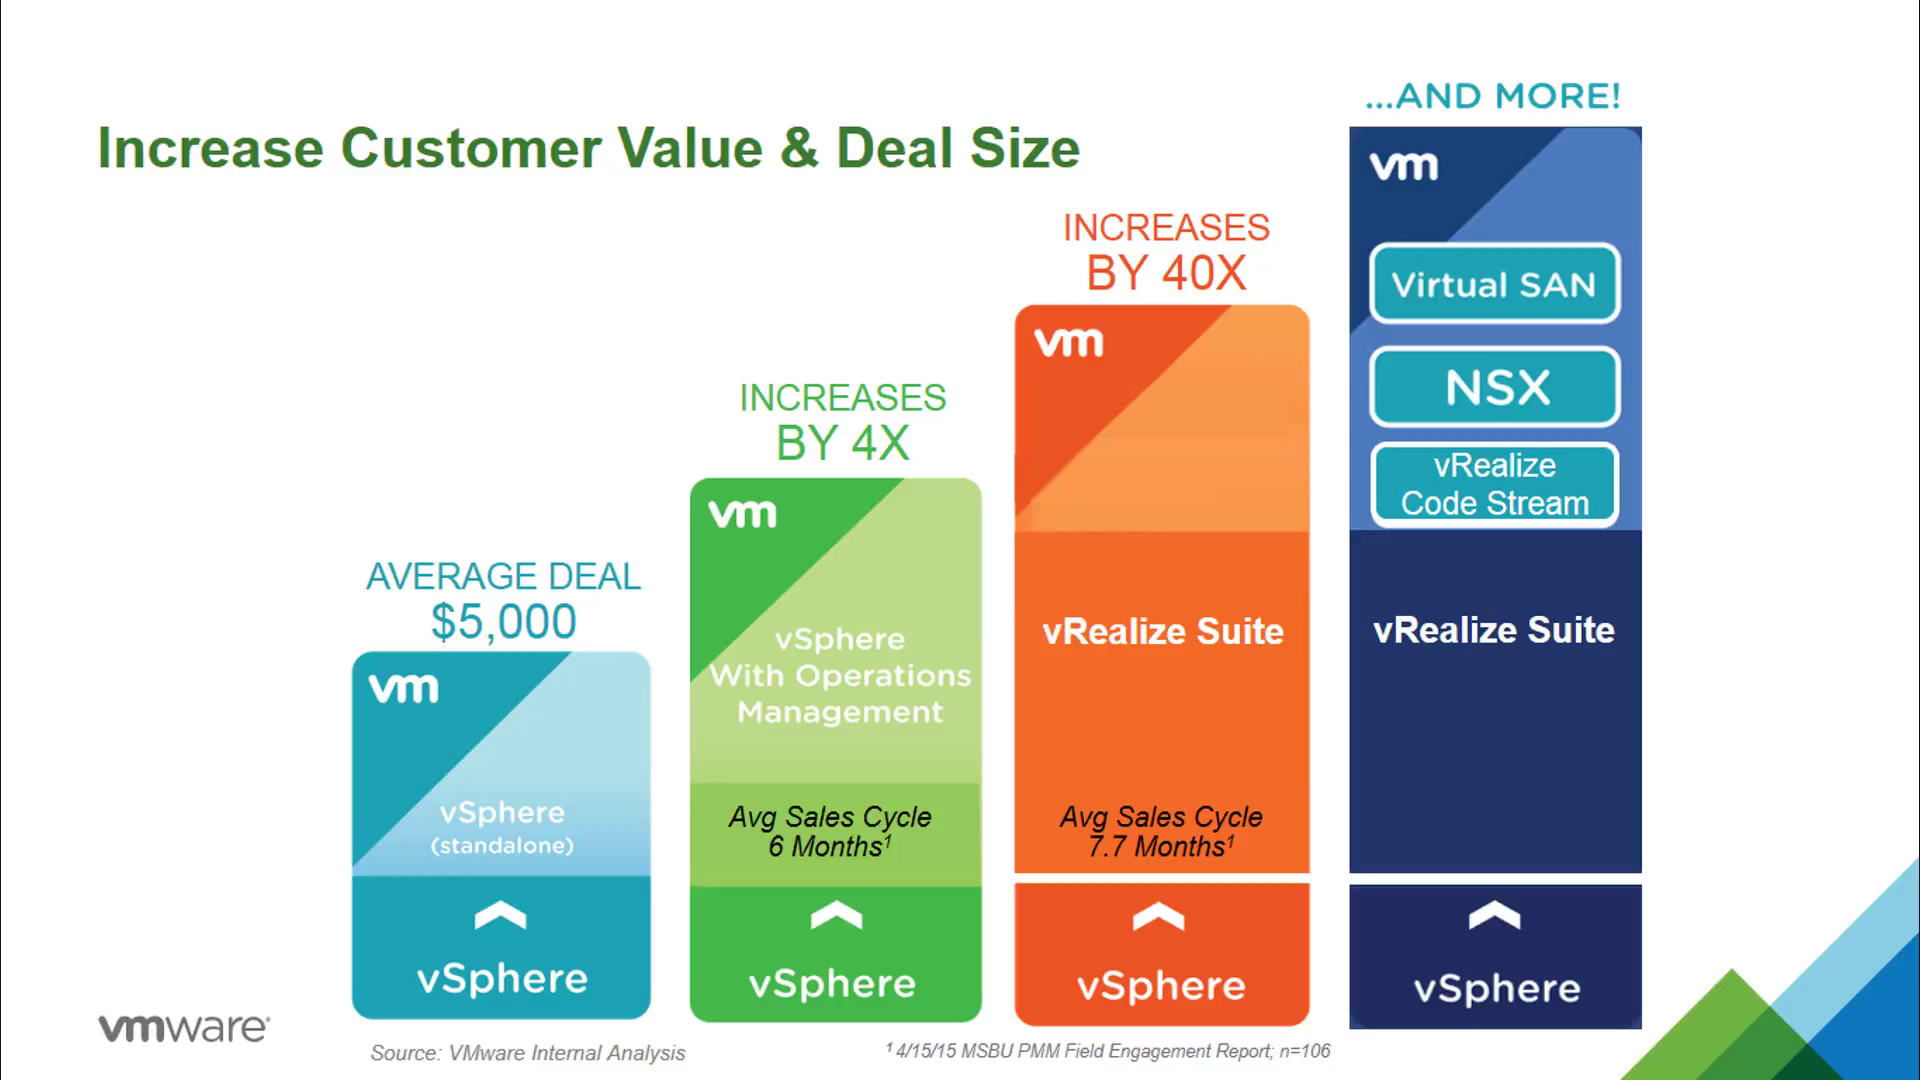 ...AND MORE!
Increase Customer Value & Deal Size
AVERAGE DEAL
$5,000
vm
vSphere
(standalone)
vSphere
INCREASES
BY 4X
vm
vSphere
With Operations
Management
Avg Sales Cycle
6 Months¹
vSphere
INCREASES
BY 40X
vm
vRealize Suite
Avg Sales Cycle
7.7 Months¹
vSphere
vm
Virtual SAN
NSX
vRealize
Code Stream
vRealize Suite
vSphere
vmware®
Source: VMware Internal Analysis
¹ 4/15/15 MSBU PMM Field Engagement Report; n=106